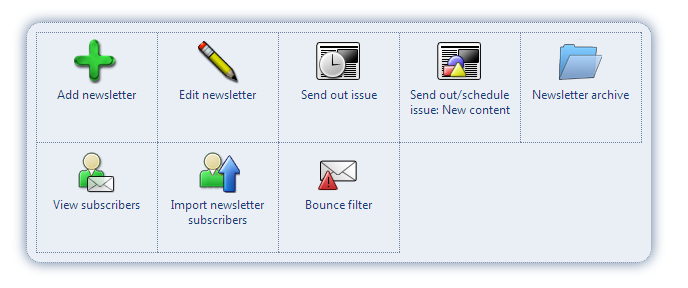 Add newsletter
Edit newsletter
Send out issue
Send out/schedule
issue: New content
Newsletter archive
View subscribers
Import newsletter
subscribers
Bounce filter